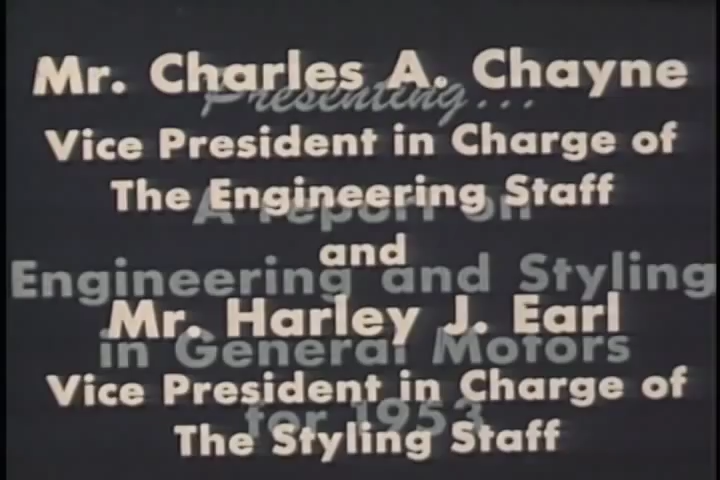 Mr. Charles A. Chayne
Presenting...
Vice President in Charge of
The Engineering Staff
A report on
and
Engineering and Styling
Mr. Harley J. Earl
in General Motors
Vice President in Charge of
for 1953
The Styling Staff